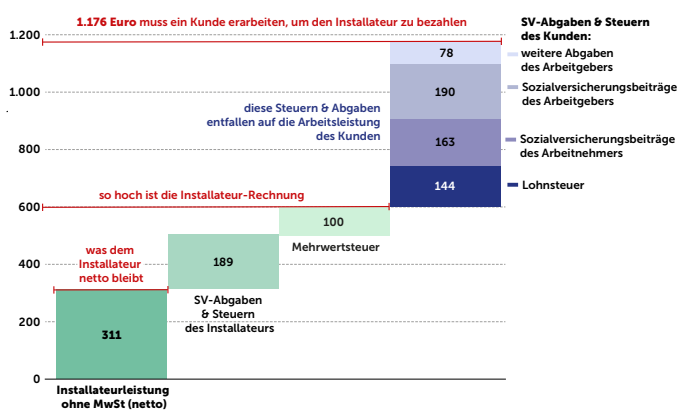 1.176 Euro muss ein Kunde erarbeiten, um den Installateur zu bezahlen
SV-Abgaben & Steuern
des Kunden:
1.200
1.000
800
600
400
200
0
78
weitere Abgaben
des Arbeitgebers
190
Sozialversicherungsbeiträge
des Arbeitgebers
diese Steuern & Abgaben
entfallen auf die Arbeitsleistung
des Kunden
163
Sozialversicherungsbeiträge
des Arbeitnehmers
144
Lohnsteuer
so hoch ist die Installateur-Rechnung
100
Mehrwertsteuer
was dem
Installateur
netto bleibt
189
SV-Abgaben
& Steuern
des Installateurs
311
Installateurleistung
ohne MwSt (netto)